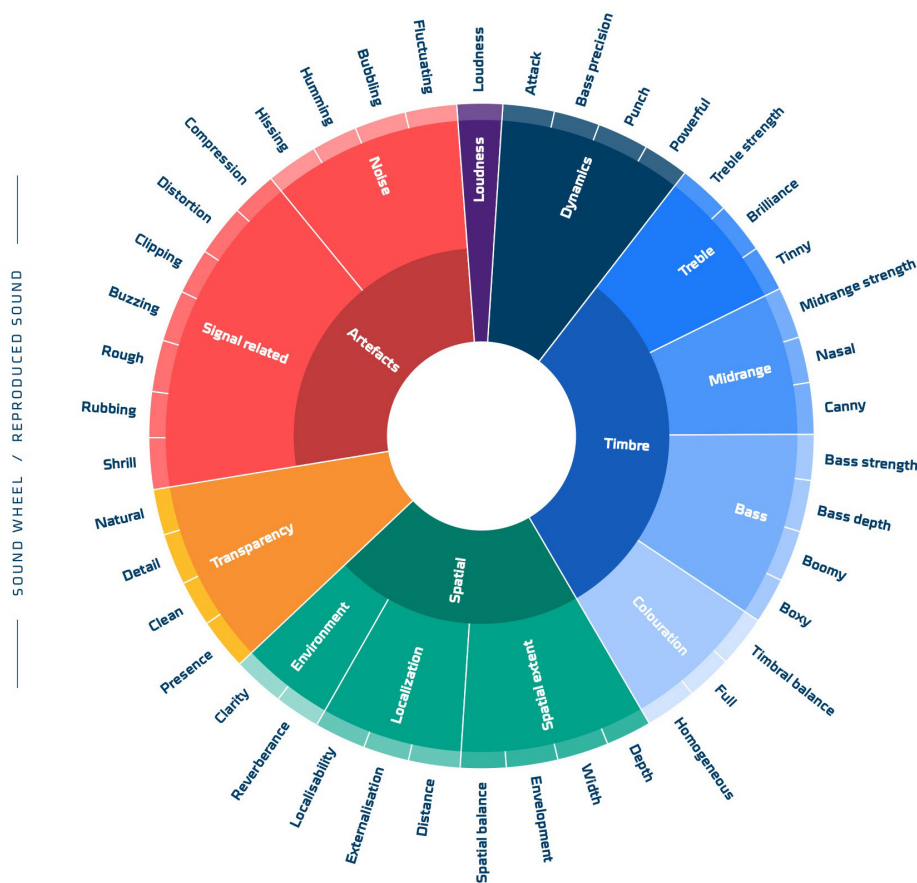 SOUND WHEEL / REPRODUCED SOUND
Loudness
Attack
Bass precision
Punch
Powerful
Treble strength
Brilliance
Tinny
Midrange strength
Nasal
Canny
Bass strength
Bass depth
Boomy
Boxy
Timbral balance
Full
Homogeneous
Depth
Width
Envelopment
Spatial balance
Distance
Externalisation
Localisability
Reverberance
Clarity
Presence
Clean
Detail
Natural
Shrill
Rubbing
Rough
Buzzing
Clipping
Distortion
Compression
Hissing
Humming
Bubbling
Fluctuating
Loudness
Dynamics
Treble
Midrange
Bass
Colouration
Spatial extent
Localization
Environment
Transparency
Signal related
Noise
Timbre
Spatial
Artefacts